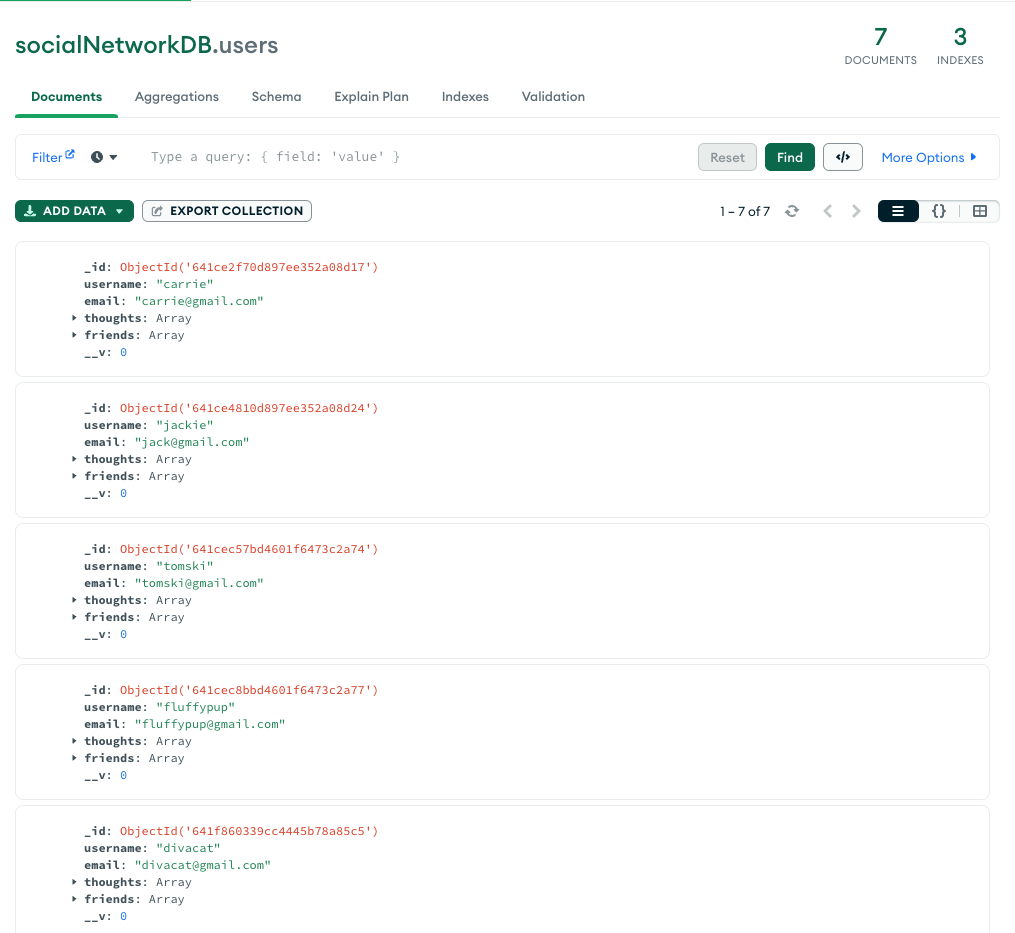 socialNetworkDB.users
7
DOCUMENTS
3
INDEXES
Documents Aggregations Schema Explain Plan Indexes Validation
Filter Type a query: { field: 'value' } Reset Find </> More Options
ADD DATA EXPORT COLLECTION 1 – 7 of 7 {}
_id: ObjectId('641ce2f70d897ee352a08d17')
username: "carrie"
email: "carrie@gmail.com"
thoughts: Array
friends: Array
__v: 0
_id: ObjectId('641ce4810d897ee352a08d24')
username: "jackie"
email: "jack@gmail.com"
thoughts: Array
friends: Array
__v: 0
_id: ObjectId('641cec57bd4601f6473c2a74')
username: "tomski"
email: "tomski@gmail.com"
thoughts: Array
friends: Array
__v: 0
_id: ObjectId('641cec8bbd4601f6473c2a77')
username: "fluffypup"
email: "fluffypup@gmail.com"
thoughts: Array
friends: Array
__v: 0
_id: ObjectId('641f860339cc4445b78a85c5')
username: "divacat"
email: "divacat@gmail.com"
thoughts: Array
friends: Array
__v: 0